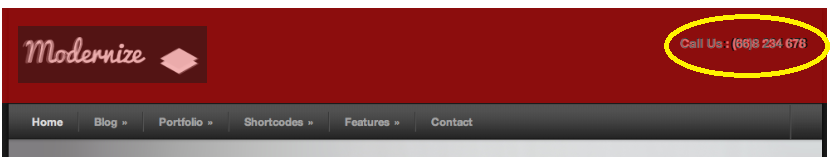 Modernize
Call Us : (66)8 234 678
Home Blog » Portfolio » Shortcodes » Features » Contact